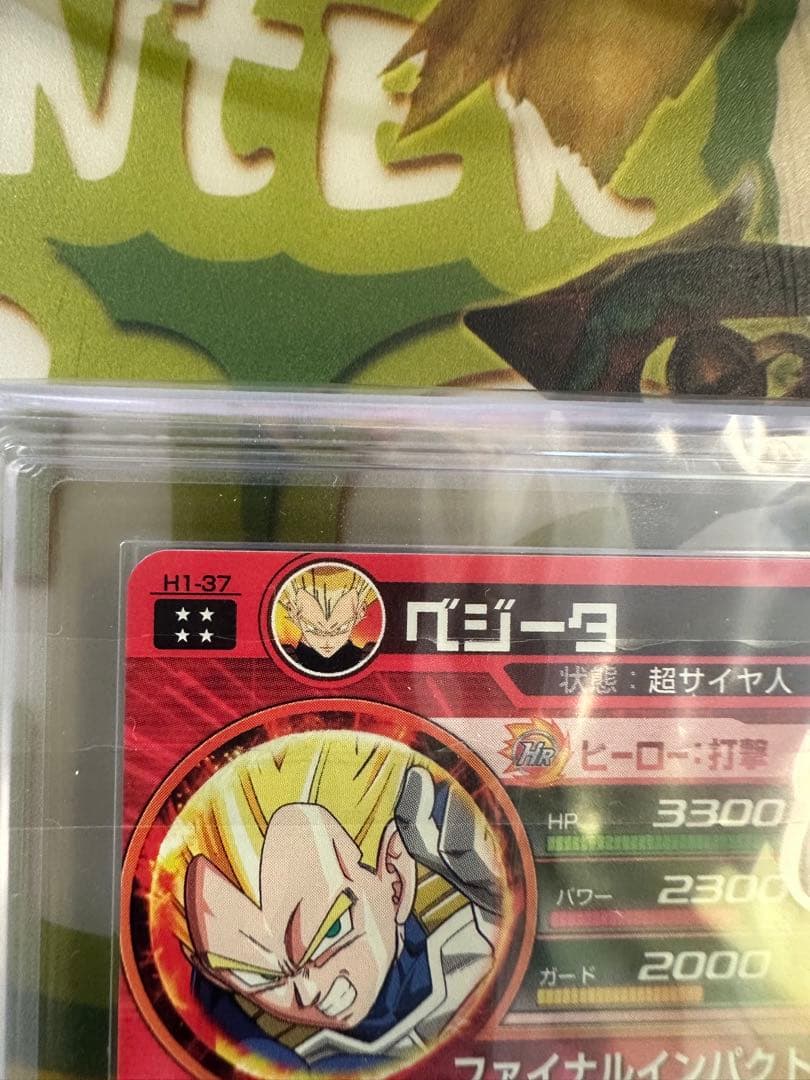 NtER
H1-37
ベジータ
状態：超サイヤ人
HR ヒーロー：打撃
HP 3300
パワー 2300
ガード 2000
ファイナルインパクト